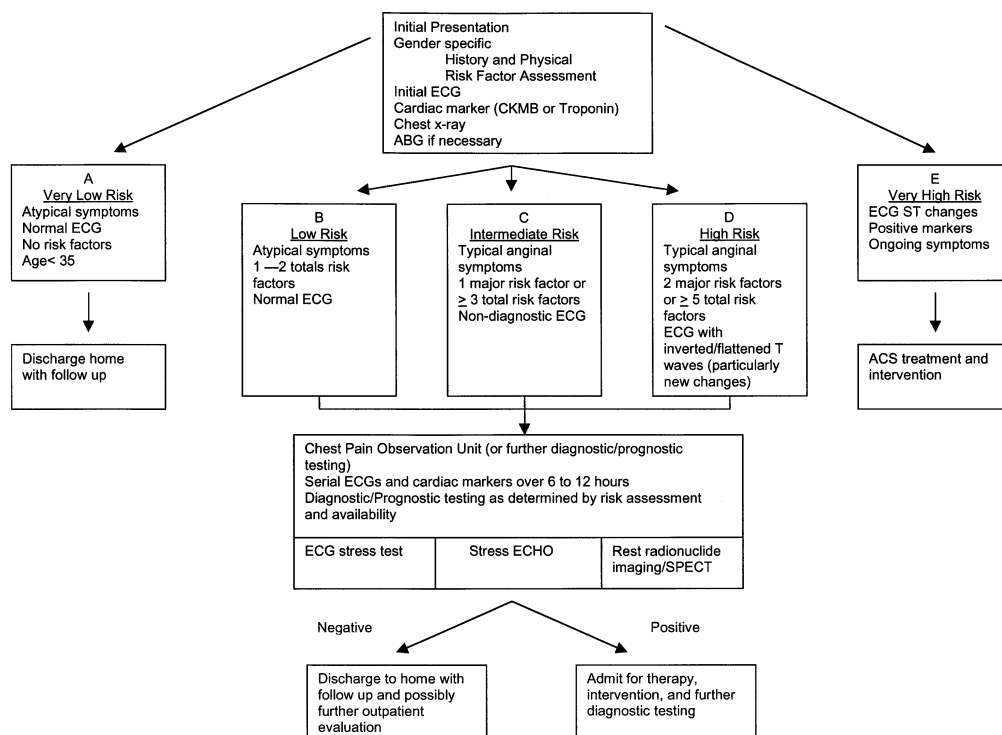 Initial Presentation
Gender specific
History and Physical
Risk Factor Assessment
Initial ECG
Cardiac marker (CKMB or Troponin)
Chest x-ray
ABG if necessary
A
Very Low Risk
Atypical symptoms
Normal ECG
No risk factors
Age< 35
B
Low Risk
Atypical symptoms
1 —2 totals risk
factors
Normal ECG
C
Intermediate Risk
Typical anginal
symptoms
1 major risk factor or
≥ 3 total risk factors
Non-diagnostic ECG
D
High Risk
Typical anginal
symptoms
2 major risk factors
or ≥ 5 total risk
factors
ECG with
inverted/flattened T
waves (particularly
new changes)
E
Very High Risk
ECG ST changes
Positive markers
Ongoing symptoms
Discharge home
with follow up
ACS treatment and
intervention
Chest Pain Observation Unit (or further diagnostic/prognostic
testing)
Serial ECGs and cardiac markers over 6 to 12 hours
Diagnostic/Prognostic testing as determined by risk assessment
and availability
ECG stress test
Stress ECHO
Rest radionuclide
imaging/SPECT
Negative
Positive
Discharge to home with
follow up and possibly
further outpatient
evaluation
Admit for therapy,
intervention, and further
diagnostic testing